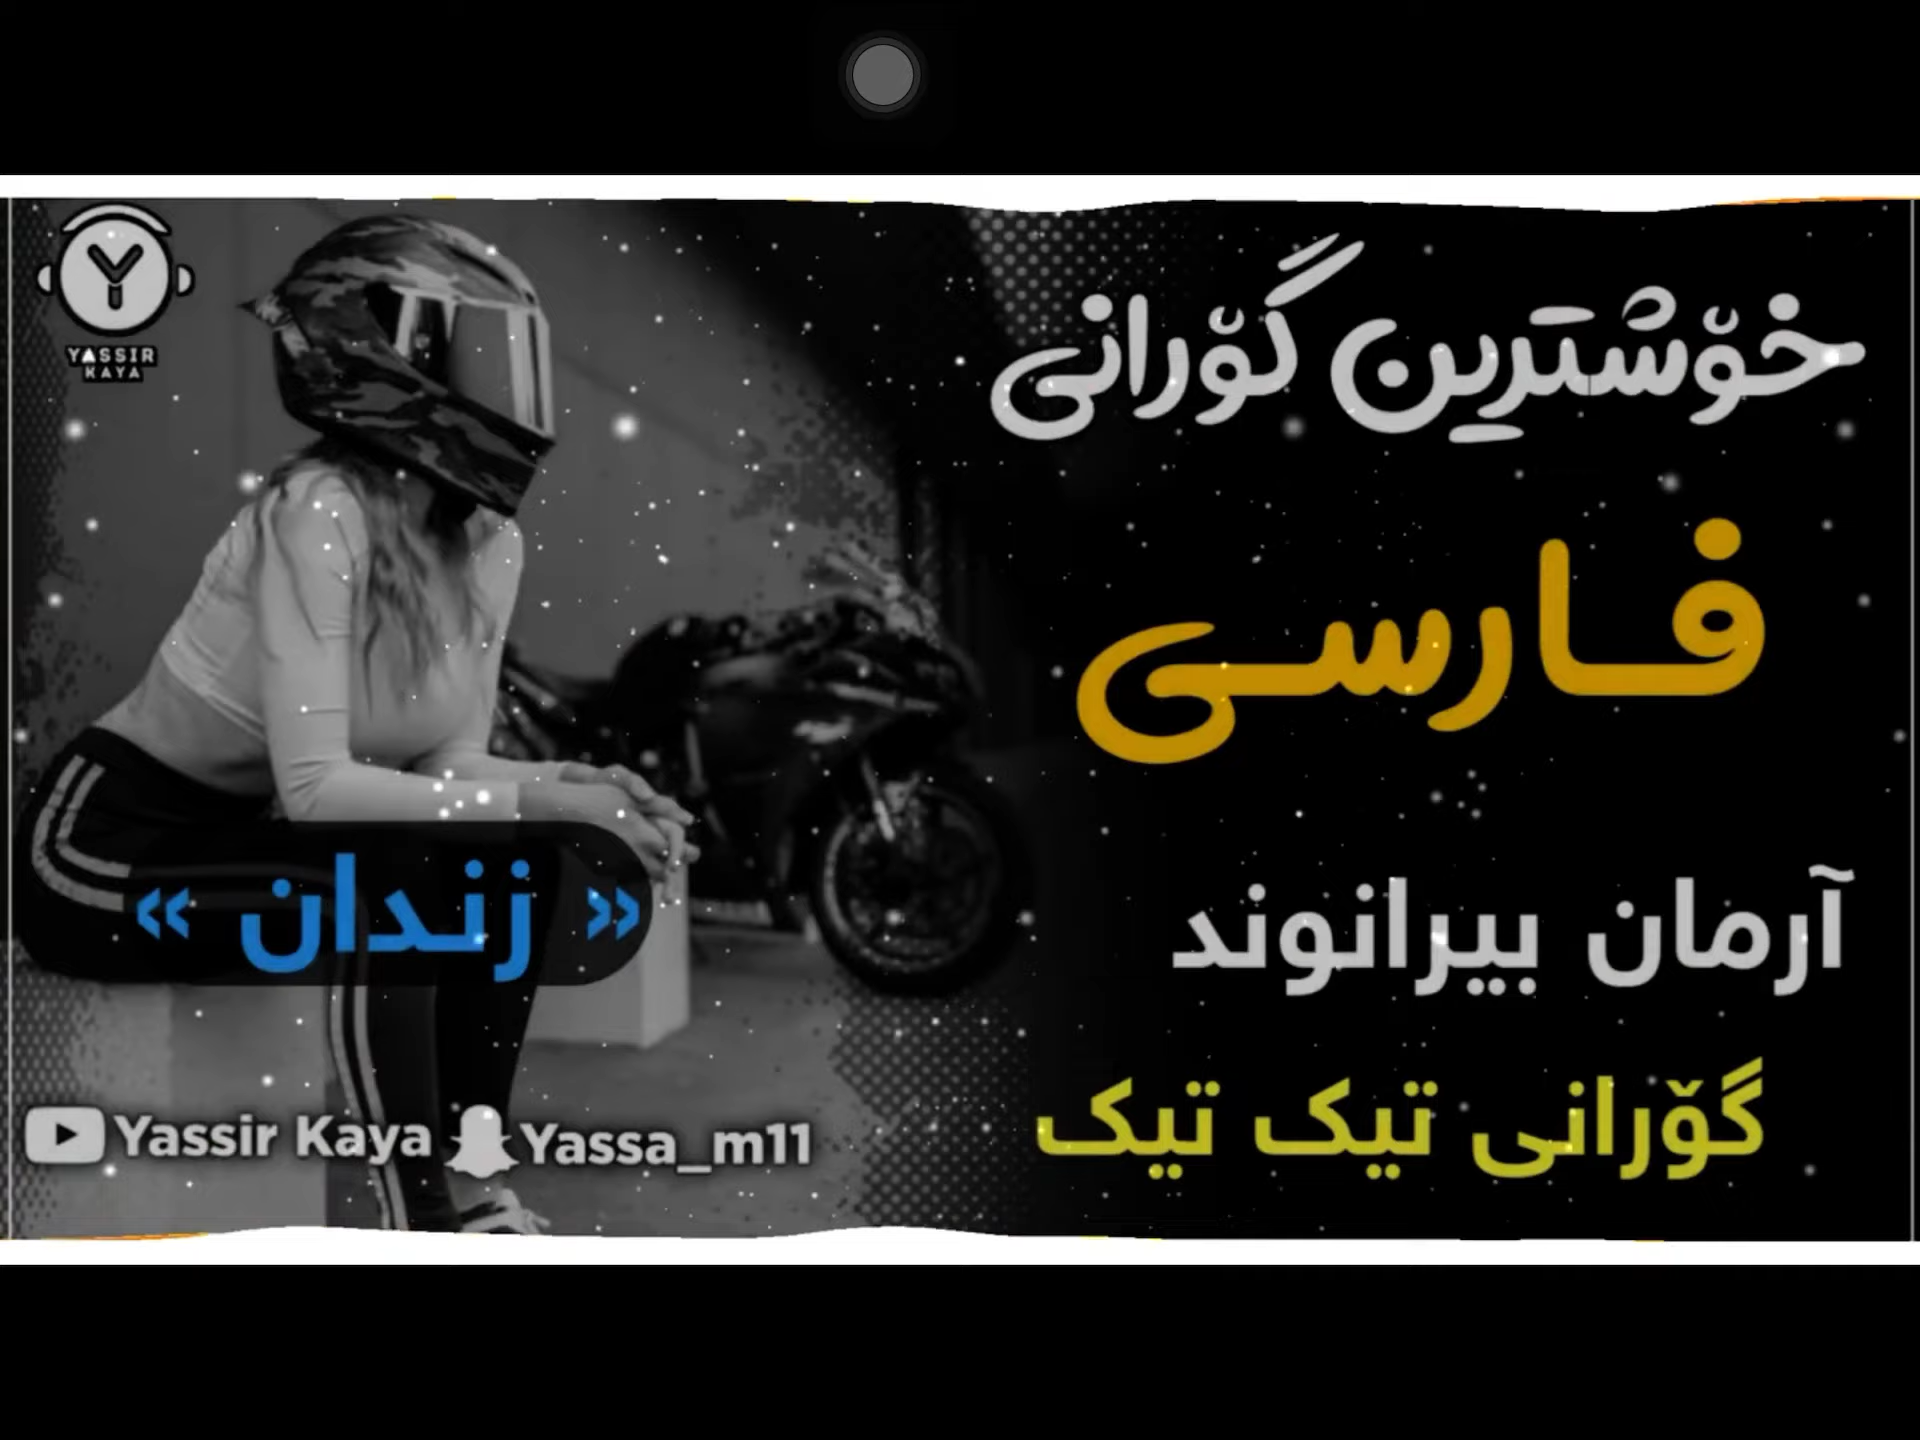 YASSIR
KAYA
خۆشترین گۆرانی
فارسی
آرمان بیرانوند
گۆرانی تیک تیک
« زندان »
Yassir Kaya Yassa_m11